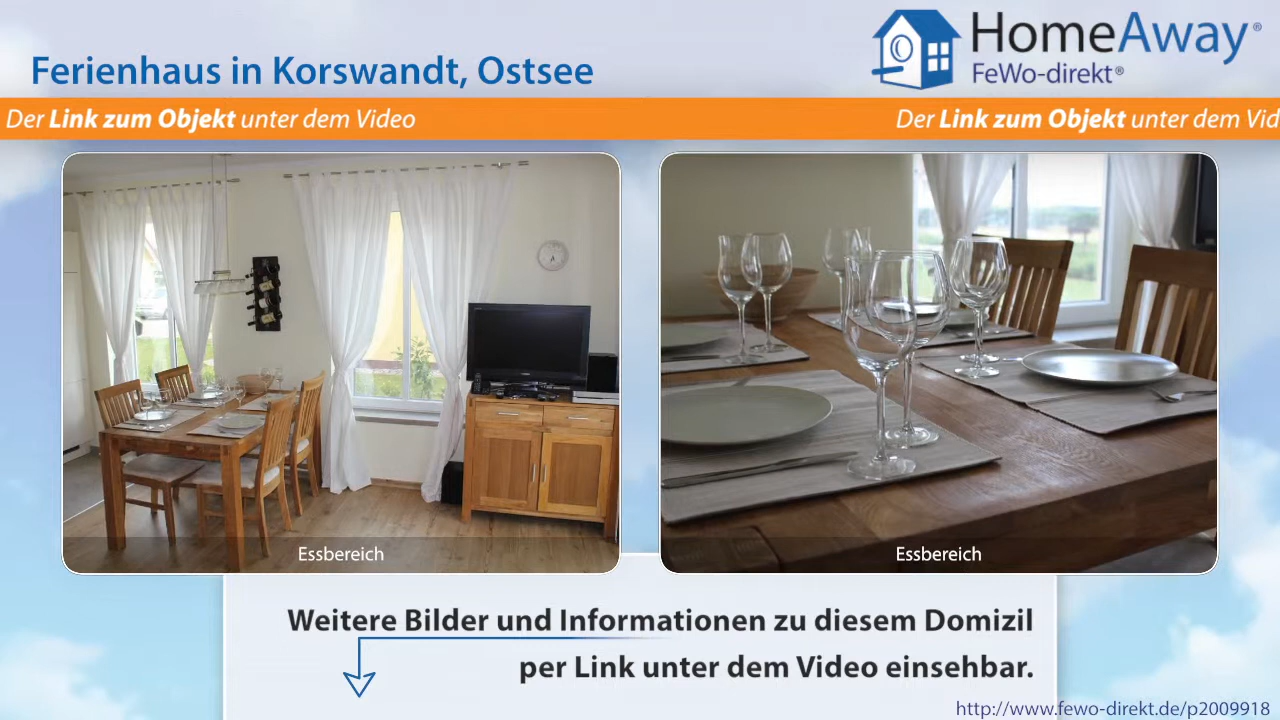 HomeAway®
FeWo-direkt®
Ferienhaus in Korswandt, Ostsee
Der Link zum Objekt unter dem Video
Der Link zum Objekt unter dem Vid
Essbereich
Essbereich
Weitere Bilder und Informationen zu diesem Domizil
per Link unter dem Video einsehbar.
http://www.fewo-direkt.de/p2009918